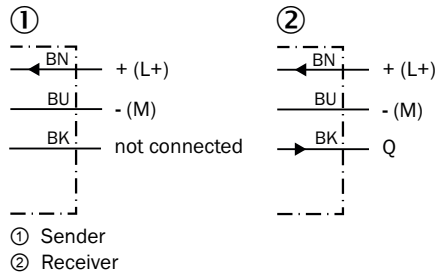 ① ②
BN + (L+) BN + (L+)
BU - (M) BU - (M)
BK not connected BK Q
① Sender
② Receiver